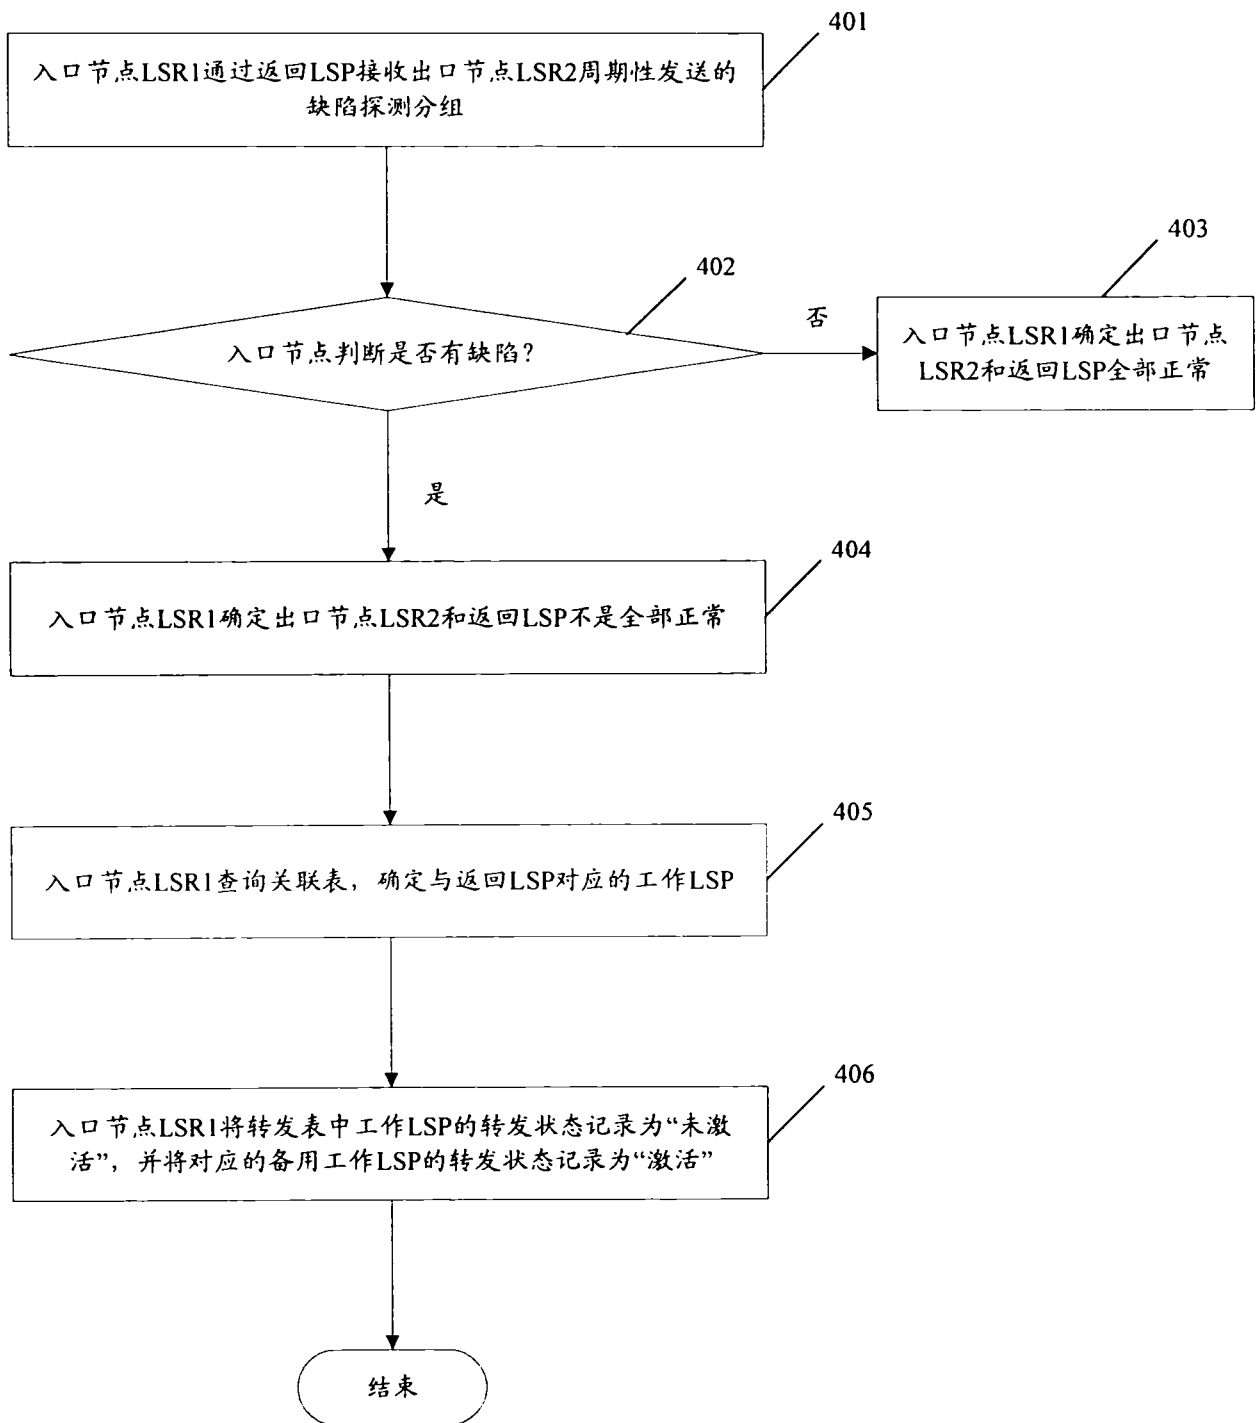 401
入口节点LSR1通过返回LSP接收出口节点LSR2周期性发送的
缺陷探测分组
402
入口节点判断是否有缺陷?
否
403
入口节点LSR1确定出口节点
LSR2和返回LSP全部正常
是
404
入口节点LSR1确定出口节点LSR2和返回LSP不是全部正常
405
入口节点LSR1查询关联表，确定与返回LSP对应的工作LSP
406
入口节点LSR1将转发表中工作LSP的转发状态记录为“未激
活”，并将对应的备用工作LSP的转发状态记录为“激活”
结束